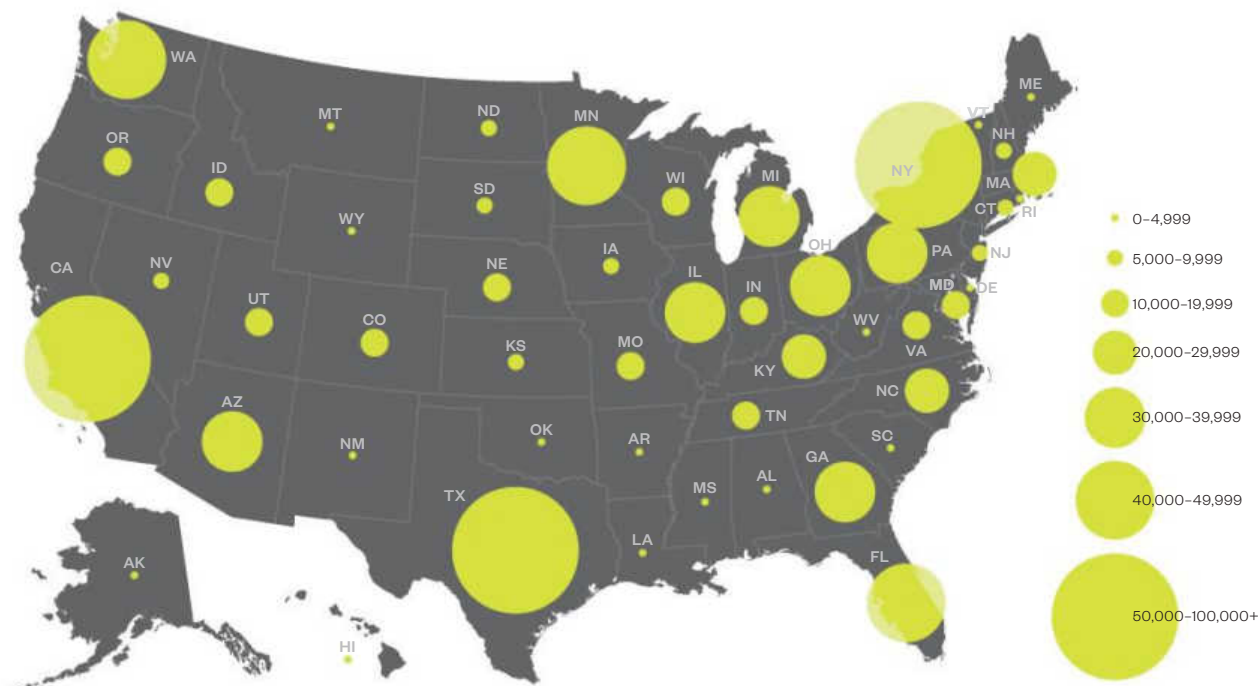 WA
MT
ND
MN
ME
VT
NH
OR
ID
WI
MI
NY
MA
SD
WY
CT
RI
0–4,999
CA
NV
IA
OH
PA
NJ
5,000–9,999
NE
IL
IN
MD
DE
UT
CO
WV
10,000–19,999
KS
MO
KY
VA
20,000–29,999
AZ
NC
TN
30,000–39,999
NM
OK
AR
SC
TX
MS
AL
GA
40,000–49,999
LA
FL
AK
50,000–100,000+
HI